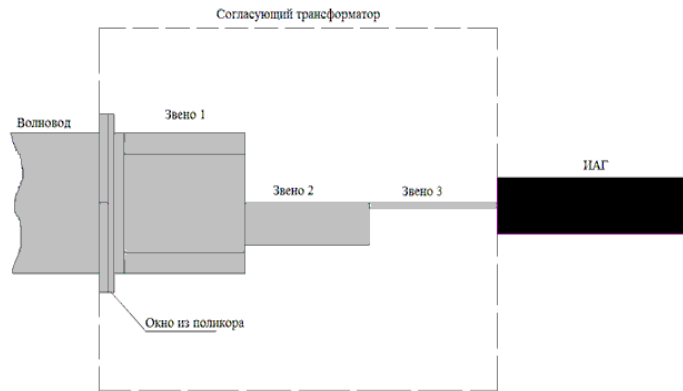 Согласующий трансформатор
Волновод
Звено 1
ИАГ
Звено 2
Звено 3
Окно из поликора